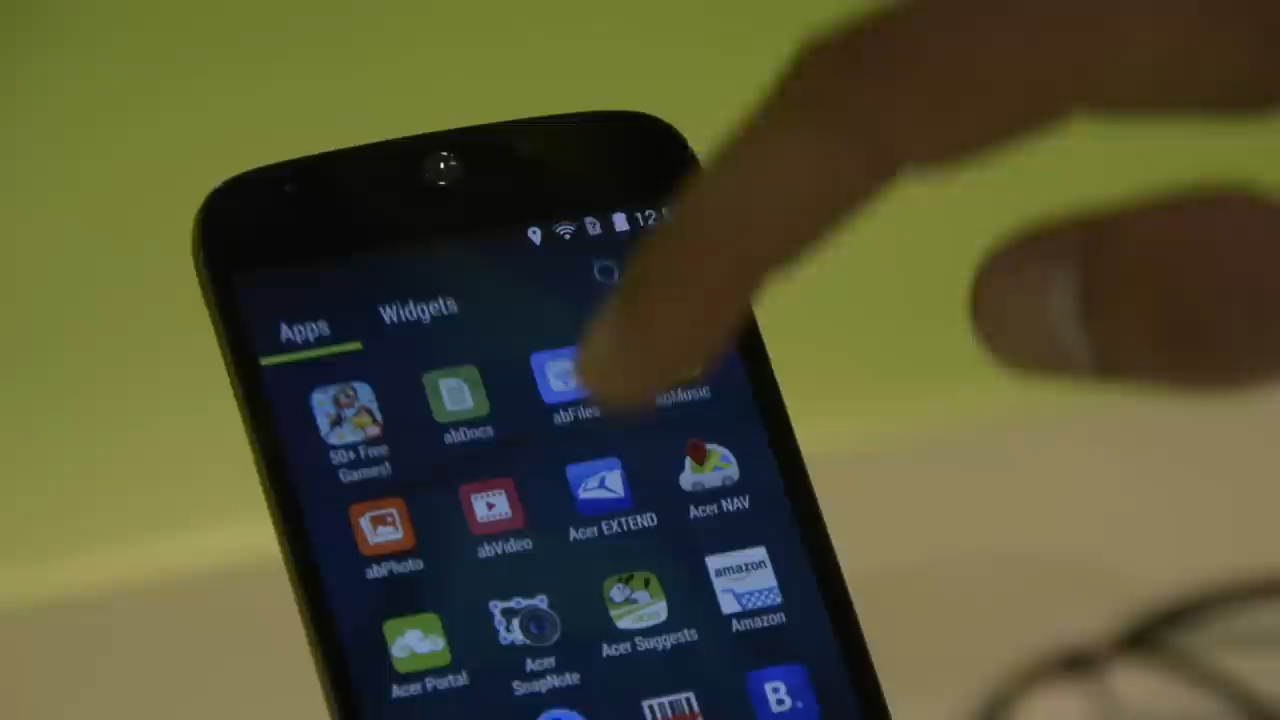 12:
Apps
Widgets
50+ Free
Games!
abDocs
abFiles
abMusic
abPhoto
abVideo
Acer EXTEND
Acer NAV
Acer Portal
Acer
SnapNote
Acer Suggests
amazon
Amazon
B.